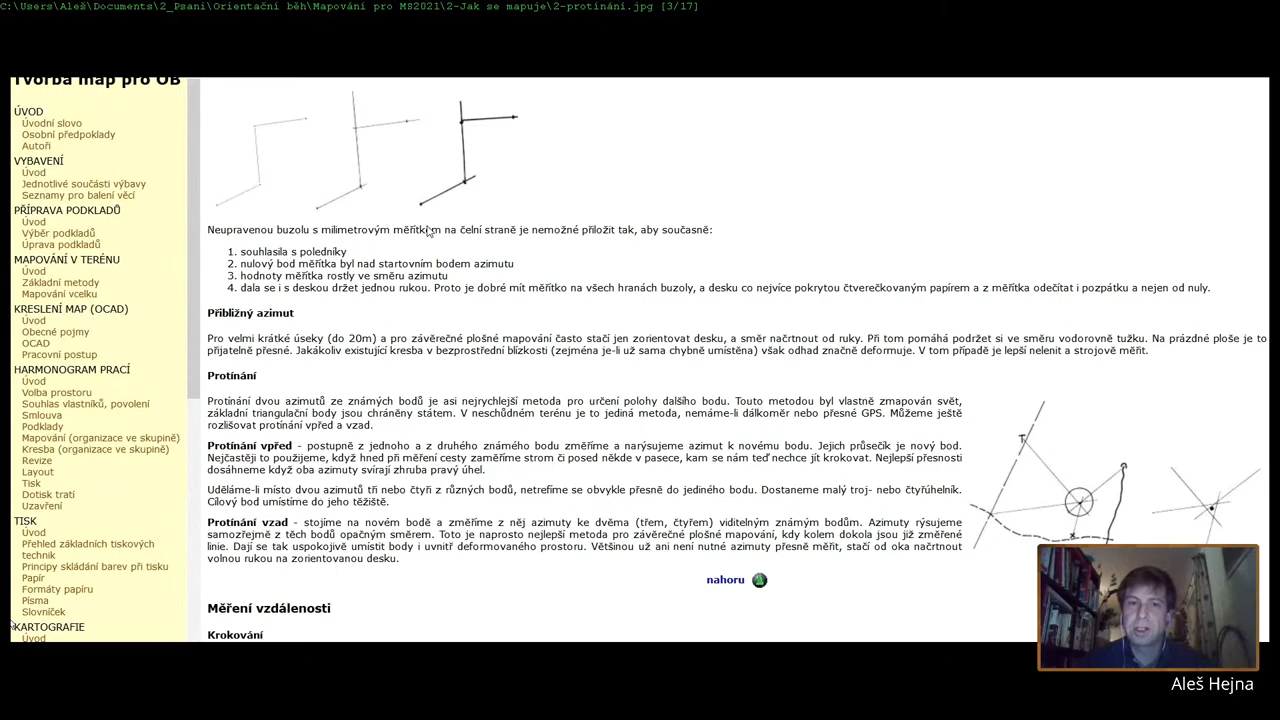 C:\Users\Aleš\Documents\2_Psani\Orientační běh\Mapování pro MS2021\2-Jak se mapuje\2-protínání.jpg [3/17]
Tvorba map pro OB
ÚVOD
Úvodní slovo
Osobní předpoklady
Autoři
VYBAVENÍ
Úvod
Jednotlivé součásti výbavy
Seznamy pro balení věcí
PŘÍPRAVA PODKLADŮ
Úvod
Výběr podkladů
Úprava podkladů
MAPOVÁNÍ V TERÉNU
Úvod
Základní metody
Mapování vcelku
KRESLENÍ MAP (OCAD)
Úvod
Obecné pojmy
OCAD
Pracovní postup
HARMONOGRAM PRACÍ
Úvod
Volba prostoru
Souhlas vlastníků, povolení
Smlouva
Podklady
Mapování (organizace ve skupině)
Kresba (organizace ve skupině)
Revize
Layout
Tisk
Dotisk tratí
Uzavření
TISK
Úvod
Přehled základních tiskových
technik
Principy skládání barev při tisku
Papír
Formáty papíru
Písma
Slovníček
KARTOGRAFIE
Úvod
Neupravenou buzolu s milimetrovým měřítkem na čelní straně je nemožné přiložit tak, aby současně:
1. souhlasila s poledníky
2. nulový bod měřítka byl nad startovním bodem azimutu
3. hodnoty měřítka rostly ve směru azimutu
4. dala se i s deskou držet jednou rukou. Proto je dobré mít měřítko na všech hranách buzoly, a desku co nejvíce pokrytou čtverečkovaným papírem a z měřítka odečítat i pozpátku a nejen od nuly.
Přibližný azimut
Pro velmi krátké úseky (do 20m) a pro závěrečné plošné mapování často stačí jen zorientovat desku, a směr načrtnout od ruky. Při tom pomáhá podržet si ve směru vodorovně tužku. Na prázdné ploše je to
přijatelně přesné. Jakákoliv existující kresba v bezprostřední blízkosti (zejména je-li už sama chybně umístěna) však odhad značně deformuje. V tom případě je lepší nelenit a strojově měřit.
Protínání
Protínání dvou azimutů ze známých bodů je asi nejrychlejší metoda pro určení polohy dalšího bodu. Touto metodou byl vlastně zmapován svět,
základní triangulační body jsou chráněny státem. V neschůdném terénu je to jediná metoda, nemáme-li dálkoměr nebo přesné GPS. Můžeme ještě
rozlišovat protínání vpřed a vzad.
Protínání vpřed - postupně z jednoho a z druhého známého bodu změříme a narýsujeme azimut k novému bodu. Jejich průsečík je nový bod.
Nejčastěji to použijeme, když hned při měření cesty zaměříme strom či posed někde v pasece, kam se nám teď nechce jít krokovat. Nejlepší přesnosti
dosáhneme když oba azimuty svírají zhruba pravý úhel.
Uděláme-li místo dvou azimutů tři nebo čtyři z různých bodů, netrefíme se obvykle přesně do jediného bodu. Dostaneme malý troj- nebo čtyřúhelník.
Cílový bod umístíme do jeho těžiště.
Protínání vzad - stojíme na novém bodě a změříme z něj azimuty ke dvěma (třem, čtyřem) viditelným známým bodům. Azimuty rýsujeme
samozřejmě z těch bodů opačným směrem. Toto je naprosto nejlepší metoda pro závěrečné plošné mapování, kdy kolem dokola jsou již změřené
linie. Dají se tak uspokojivě umístit body i uvnitř deformovaného prostoru. Většinou už ani není nutné azimuty přesně měřit, stačí od oka načrtnout
volnou rukou na zorientovanou desku.
nahoru
Měření vzdálenosti
Krokování
Aleš Hejna